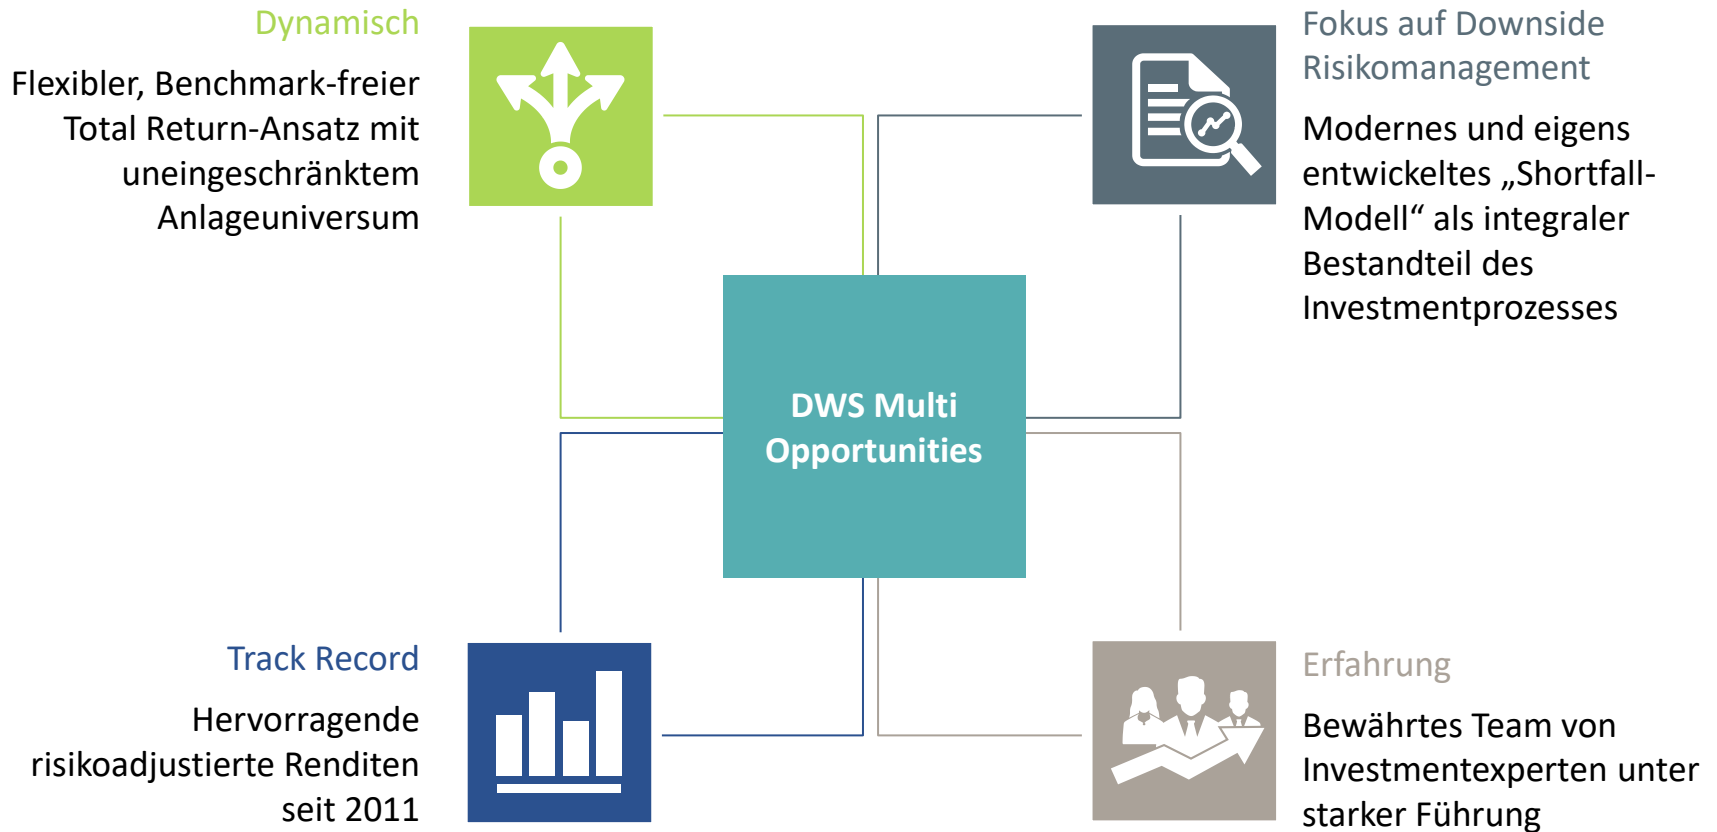 Dynamisch
Flexibler, Benchmark-freier
Total Return-Ansatz mit
uneingeschränktem
Anlageuniversum
Fokus auf Downside
Risikomanagement
Modernes und eigens
entwickeltes „Shortfall-
Modell“ als integraler
Bestandteil des
Investmentprozesses
DWS Multi
Opportunities
Track Record
Hervorragende
risikoadjustierte Renditen
seit 2011
Erfahrung
Bewährtes Team von
Investmentexperten unter
starker Führung